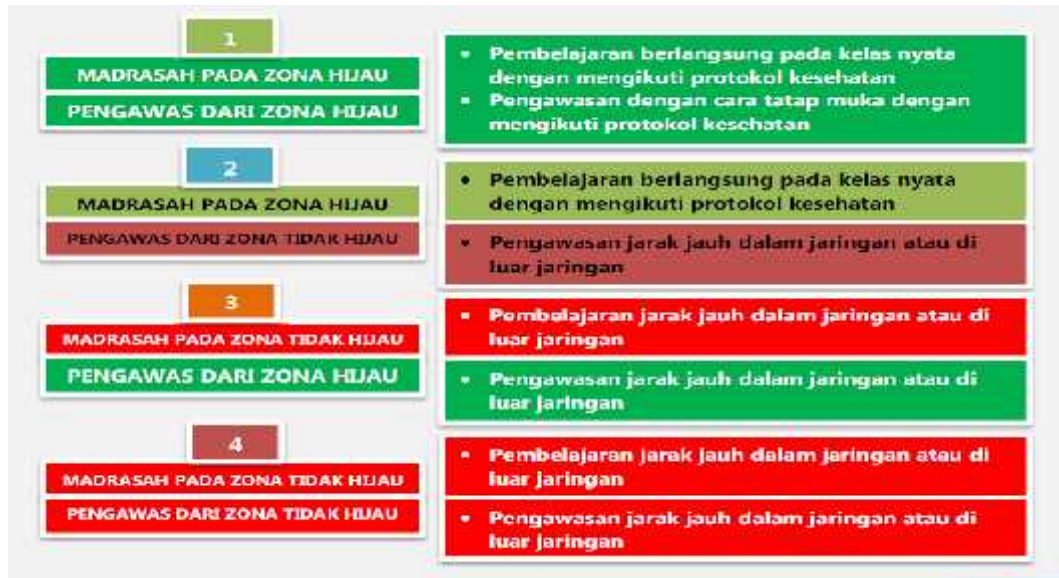 1
MADRASAH PADA ZONA HIJAU
PENGAWAS DARI ZONA HIJAU
• Pembelajaran berlangsung pada kelas nyata
dengan mengikuti protokol kesehatan
• Pengawasan dengan cara tatap muka dengan
mengikuti protokol kesehatan
2
MADRASAH PADA ZONA HIJAU
PENGAWAS DARI ZONA TIDAK HIJAU
• Pembelajaran berlangsung pada kelas nyata
dengan mengikuti protokol kesehatan
• Pengawasan jarak jauh dalam jaringan atau di
luar jaringan
3
MADRASAH PADA ZONA TIDAK HIJAU
PENGAWAS DARI ZONA HIJAU
• Pembelajaran jarak jauh dalam jaringan atau di
luar jaringan
• Pengawasan jarak jauh dalam jaringan atau di
luar jaringan
4
MADRASAH PADA ZONA TIDAK HIJAU
PENGAWAS DARI ZONA TIDAK HIJAU
• Pembelajaran jarak jauh dalam jaringan atau di
luar jaringan
• Pengawasan jarak jauh dalam jaringan atau di
luar jaringan